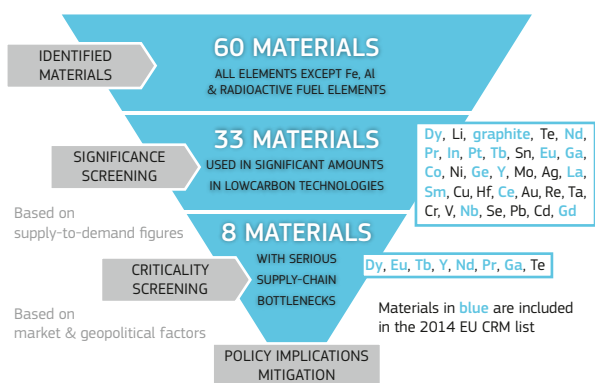 60 MATERIALS
IDENTIFIED
MATERIALS
ALL ELEMENTS EXCEPT Fe, Al
& RADIOACTIVE FUEL ELEMENTS
33 MATERIALS
SIGNIFICANCE
SCREENING
USED IN SIGNIFICANT AMOUNTS
IN LOWCARBON TECHNOLOGIES
Dy, Li, graphite, Te, Nd,
Pr, In, Pt, Tb, Sn, Eu, Ga,
Co, Ni, Ge, Y, Mo, Ag, La,
Sm, Cu, Hf, Ce, Au, Re, Ta,
Cr, V, Nb, Se, Pb, Cd, Gd
Based on
supply-to-demand figures
8 MATERIALS
CRITICALITY
SCREENING
WITH SERIOUS
SUPPLY-CHAIN
BOTTLENECKS
Dy, Eu, Tb, Y, Nd, Pr, Ga, Te
Based on
market & geopolitical factors
Materials in blue are included
in the 2014 EU CRM list
POLICY IMPLICATIONS
MITIGATION